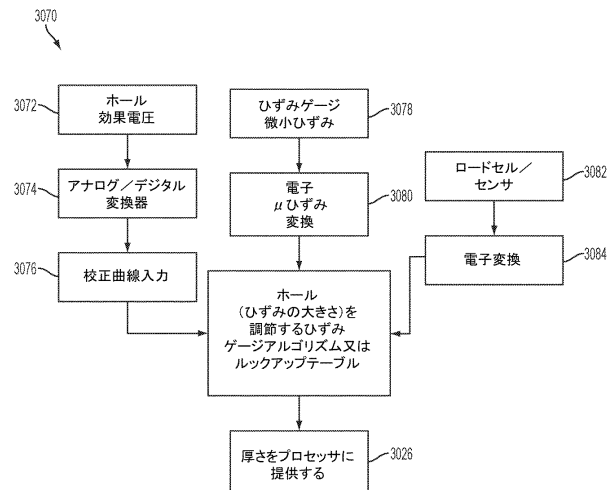 3070
3072
ホール
効果電圧
3074
アナログ／デジタル
変換器
3076
校正曲線入力
ひずみゲージ
微小ひずみ
3078
電子
μひずみ
変換
3080
ロードセル／
センサ
3082
電子変換
3084
ホール
(ひずみの大きさ)を
調節するひずみ
ゲージアルゴリズム又は
ルックアップテーブル
厚さをプロセッサに
提供する
3026